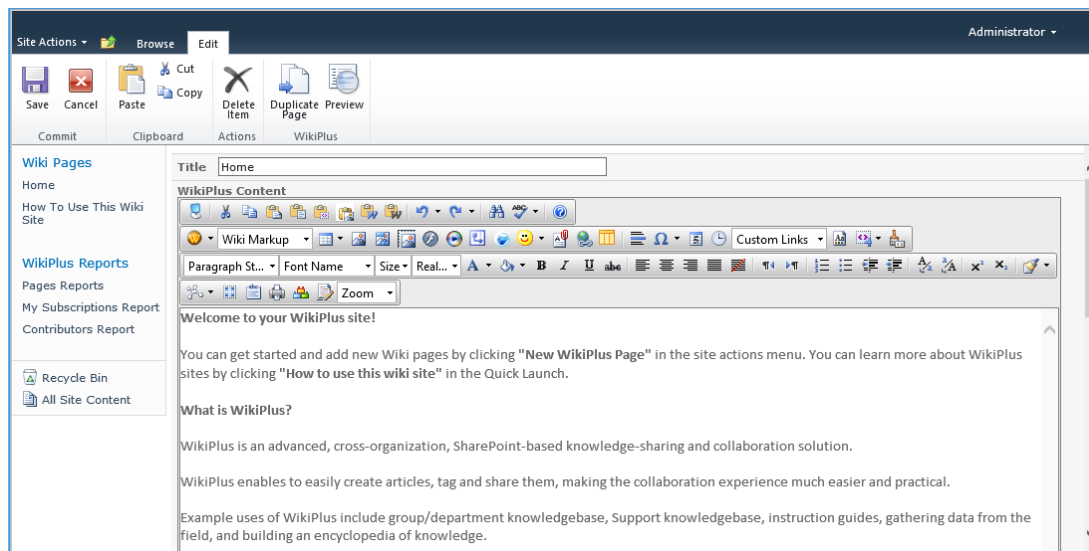 Administrator
Site Actions Browse Edit
Save Cancel Paste Cut Copy Delete Item Duplicate Page Preview
Commit Clipboard Actions WikiPlus
Wiki Pages
Home
How To Use This Wiki
Site
WikiPlus Reports
Pages Reports
My Subscriptions Report
Contributors Report
Recycle Bin
All Site Content
Title Home
WikiPlus Content
ABC
Wiki Markup Custom Links
Paragraph St... Font Name Size Real... A B I U abc
Zoom
Welcome to your WikiPlus site!
You can get started and add new Wiki pages by clicking "New WikiPlus Page" in the site actions menu. You can learn more about WikiPlus
sites by clicking "How to use this wiki site" in the Quick Launch.
What is WikiPlus?
WikiPlus is an advanced, cross-organization, SharePoint-based knowledge-sharing and collaboration solution.
WikiPlus enables to easily create articles, tag and share them, making the collaboration experience much easier and practical.
Example uses of WikiPlus include group/department knowledgebase, Support knowledgebase, instruction guides, gathering data from the
field, and building an encyclopedia of knowledge.